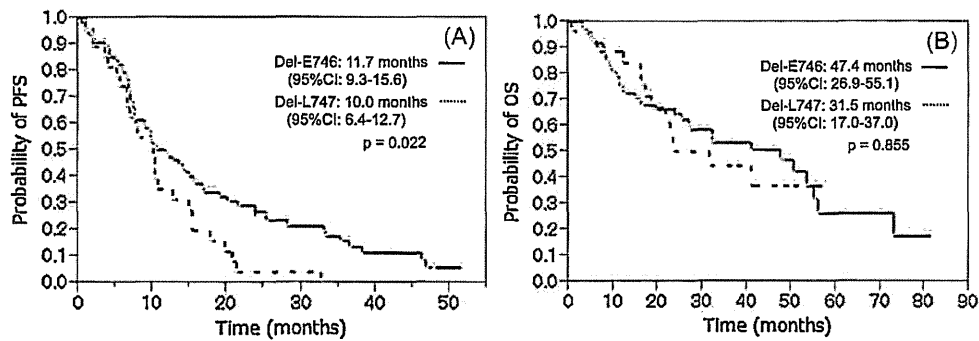 (A)
Del-E746: 11.7 months
(95%CI: 9.3-15.6)
Del-L747: 10.0 months
(95%CI: 6.4-12.7)
p = 0.022
Probability of PFS
1.0
0.9
0.8
0.7
0.6
0.5
0.4
0.3
0.2
0.1
0.0
0 10 20 30 40 50
Time (months)
(B)
Del-E746: 47.4 months
(95%CI: 26.9-55.1)
Del-L747: 31.5 months
(95%CI: 17.0-37.0)
p = 0.855
Probability of OS
1.0
0.9
0.8
0.7
0.6
0.5
0.4
0.3
0.2
0.1
0.0
0 10 20 30 40 50 60 70 80 90
Time (months)